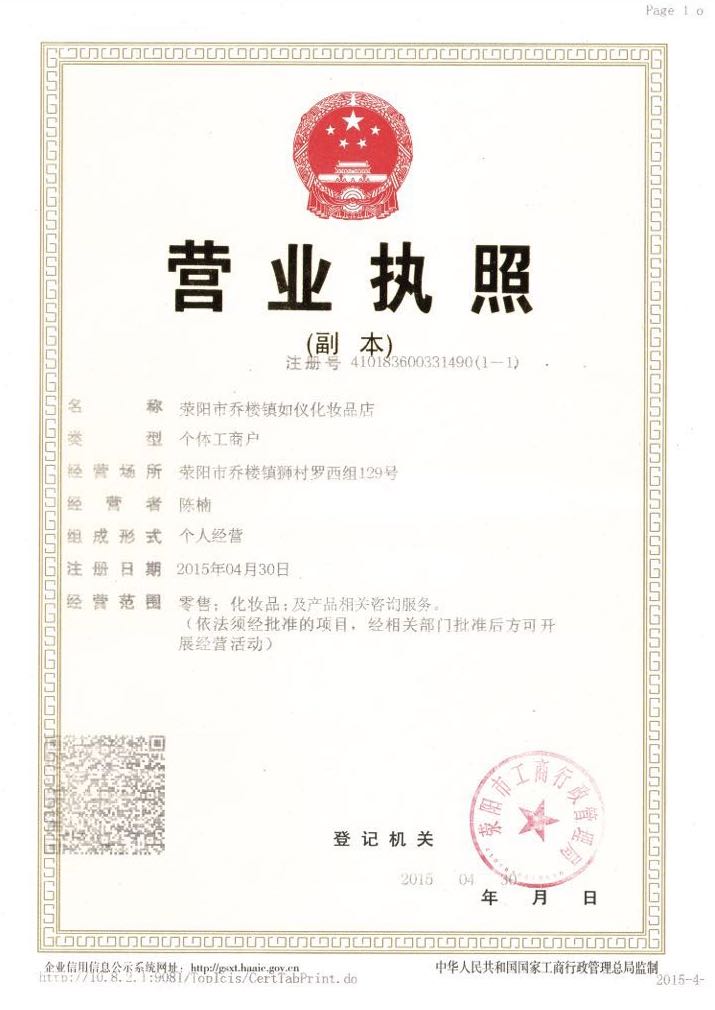 Page 1 o
营业执照
(副 本)
注册号 410183600331490(1-1)
名 称 荥阳市乔楼镇如仪化妆品店
类 型 个体工商户
经营场所 荥阳市乔楼镇狮村罗西组129号
经 营 者 陈楠
组成形式 个人经营
注册日期 2015年04月30日
经营范围 零售：化妆品;及产品相关咨询服务。
（依法须经批准的项目，经相关部门批准后方可开
展经营活动）
荥阳市工商行政管理局
登记机关
2015 04 30
年 月 日
企业信用信息公示系统网址：http://gsxt.haaic.gov.cn
中华人民共和国国家工商行政管理总局监制
http://10.8.2.1:9081/TopIcis/CertTabPrint.do
2015-4-